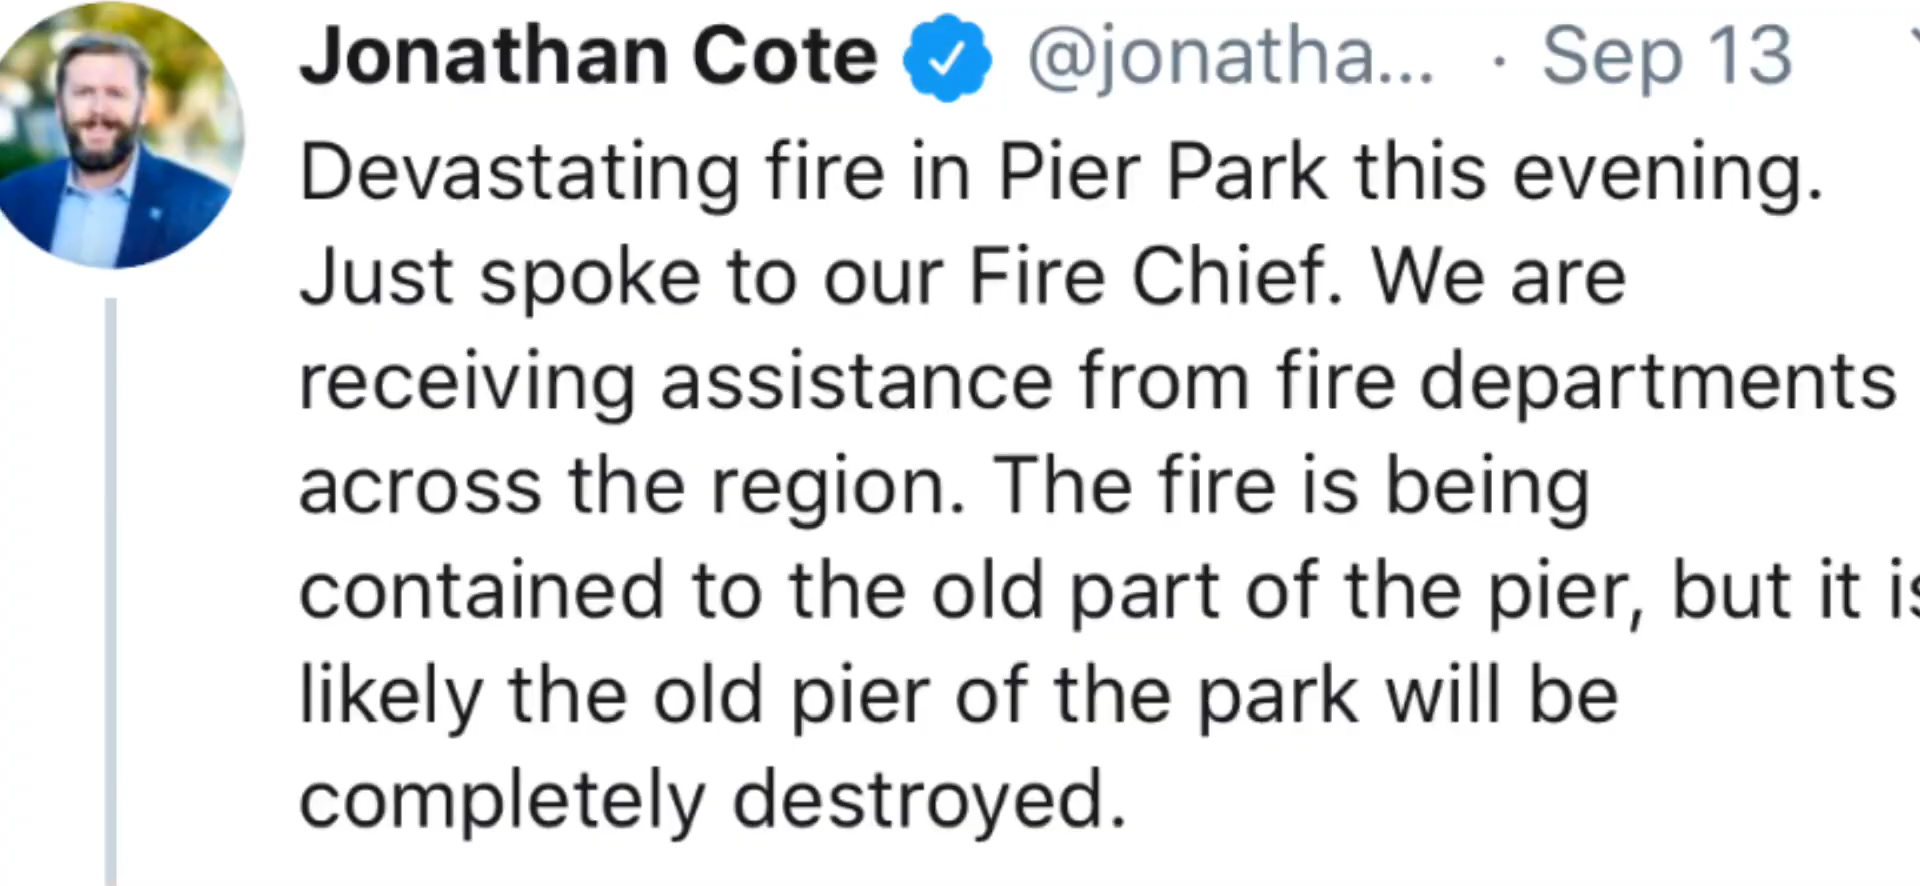 Jonathan Cote @jonatha... · Sep 13
Devastating fire in Pier Park this evening.
Just spoke to our Fire Chief. We are
receiving assistance from fire departments
across the region. The fire is being
contained to the old part of the pier, but it is
likely the old pier of the park will be
completely destroyed.